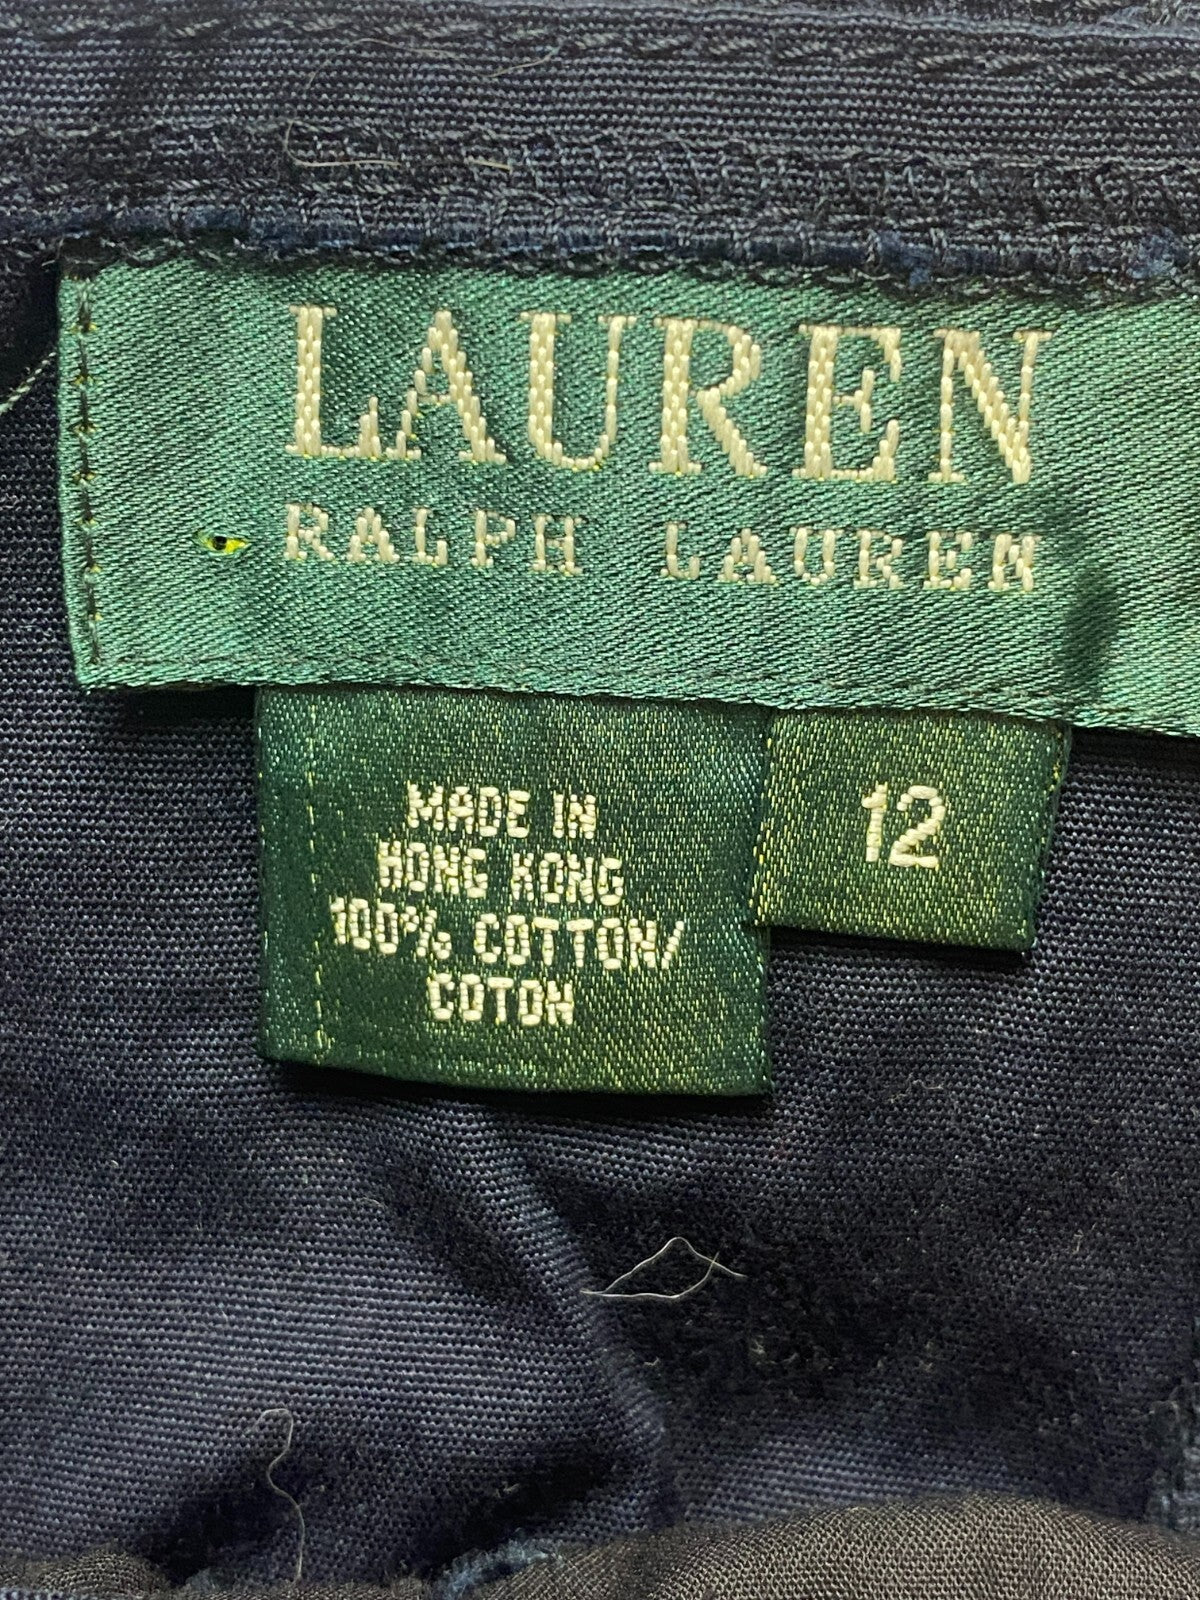 LAUREN
RALPH LAUREN
MADE IN
HONG KONG
100% COTTON/
COTON
12